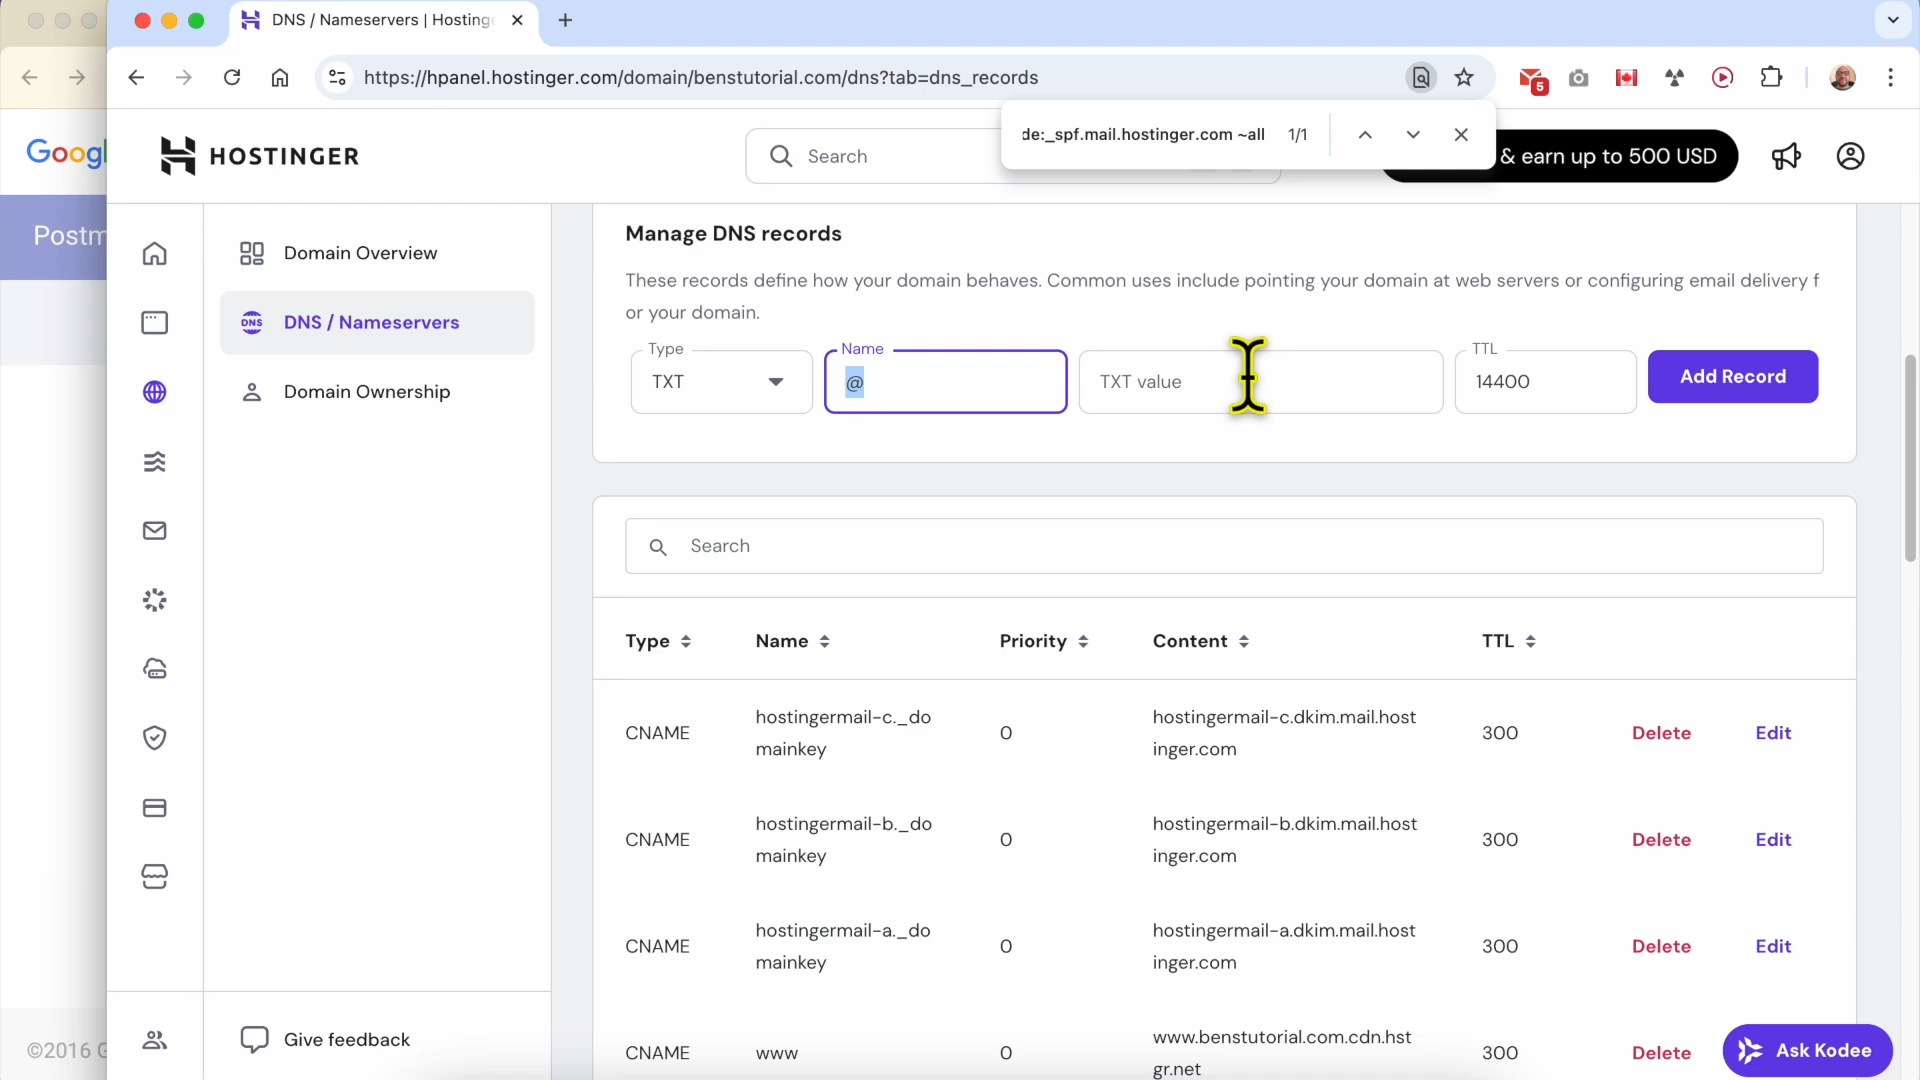 DNS / Nameservers | Hosting
https://hpanel.hostinger.com/domain/benstutorial.com/dns?tab=dns_records
5
de:_spf.mail.hostinger.com ~all 1/1
Googl
HOSTINGER
Search
& earn up to 500 USD
Postm
Domain Overview
DNS DNS / Nameservers
Domain Ownership
Give feedback
©2016 G
Manage DNS records
These records define how your domain behaves. Common uses include pointing your domain at web servers or configuring email delivery f
or your domain.
Type Name TTL
TXT @ TXT value 14400 Add Record
Search
Type Name Priority Content TTL
CNAME hostingermail-c._do
mainkey 0 hostingermail-c.dkim.mail.host
inger.com 300 Delete Edit
CNAME hostingermail-b._do
mainkey 0 hostingermail-b.dkim.mail.host
inger.com 300 Delete Edit
CNAME hostingermail-a._do
mainkey 0 hostingermail-a.dkim.mail.host
inger.com 300 Delete Edit
CNAME www 0 www.benstutorial.com.cdn.hst
gr.net 300 Delete
Ask Kodee